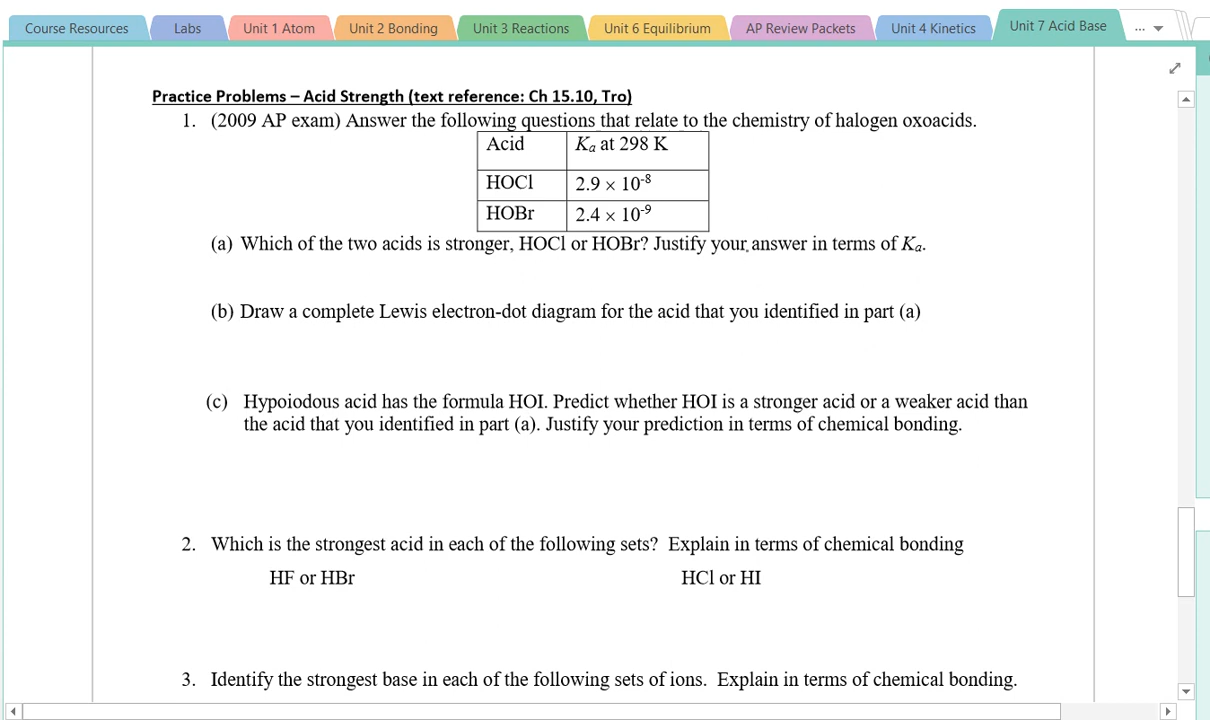 Course Resources Labs Unit 1 Atom Unit 2 Bonding Unit 3 Reactions Unit 6 Equilibrium AP Review Packets Unit 4 Kinetics Unit 7 Acid Base ...
Practice Problems – Acid Strength (text reference: Ch 15.10, Tro)
1. (2009 AP exam) Answer the following questions that relate to the chemistry of halogen oxoacids.
Acid Kₐ at 298 K
HOCl 2.9 × 10⁻⁸
HOBr 2.4 × 10⁻⁹
(a) Which of the two acids is stronger, HOCl or HOBr? Justify your answer in terms of Kₐ.
(b) Draw a complete Lewis electron-dot diagram for the acid that you identified in part (a)
(c) Hypoiodous acid has the formula HOI. Predict whether HOI is a stronger acid or a weaker acid than
the acid that you identified in part (a). Justify your prediction in terms of chemical bonding.
2. Which is the strongest acid in each of the following sets? Explain in terms of chemical bonding
HF or HBr HCl or HI
3. Identify the strongest base in each of the following sets of ions. Explain in terms of chemical bonding.